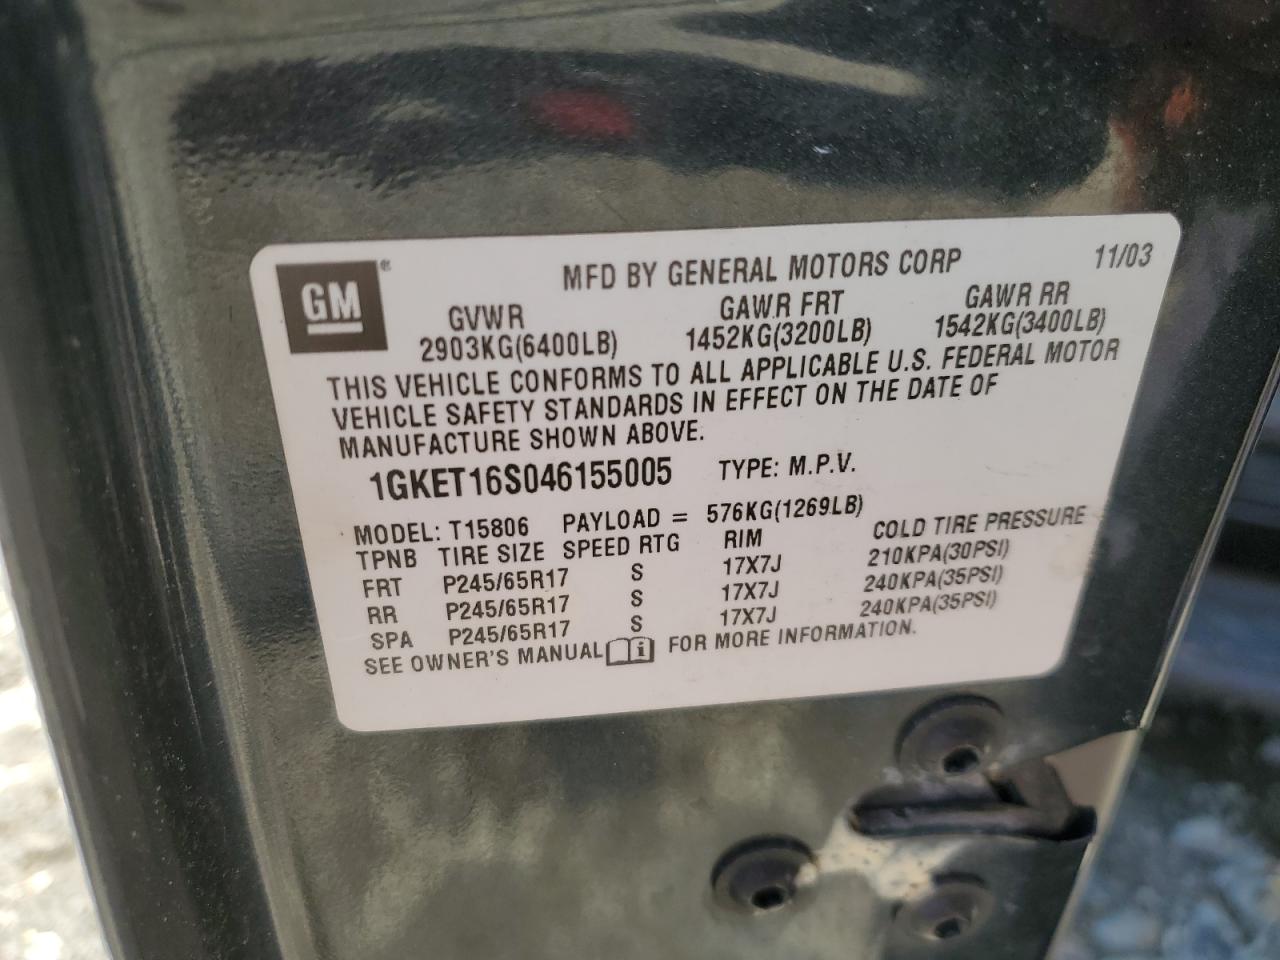 GM ®
MFD BY GENERAL MOTORS CORP 11/03
GVWR GAWR FRT GAWR RR
2903KG(6400LB) 1452KG(3200LB) 1542KG(3400LB)
THIS VEHICLE CONFORMS TO ALL APPLICABLE U.S. FEDERAL MOTOR
VEHICLE SAFETY STANDARDS IN EFFECT ON THE DATE OF
MANUFACTURE SHOWN ABOVE.
1GKET16S046155005 TYPE: M.P.V.
MODEL: T15806 PAYLOAD = 576KG(1269LB)
TPNB TIRE SIZE SPEED RTG RIM COLD TIRE PRESSURE
FRT P245/65R17 S 17X7J 210KPA(30PSI)
RR P245/65R17 S 17X7J 240KPA(35PSI)
SPA P245/65R17 S 17X7J 240KPA(35PSI)
SEE OWNER'S MANUAL i FOR MORE INFORMATION.